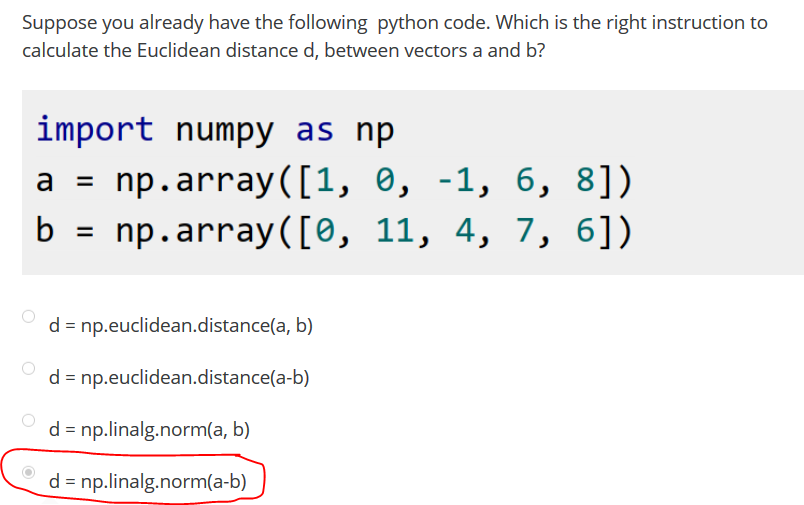 Suppose you already have the following python code. Which is the right instruction to
calculate the Euclidean distance d, between vectors a and b?
import numpy as np
a = np.array([1, 0, -1, 6, 8])
b = np.array([0, 11, 4, 7, 6])
d = np.euclidean.distance(a, b)
d = np.euclidean.distance(a-b)
d = np.linalg.norm(a, b)
d = np.linalg.norm(a-b)